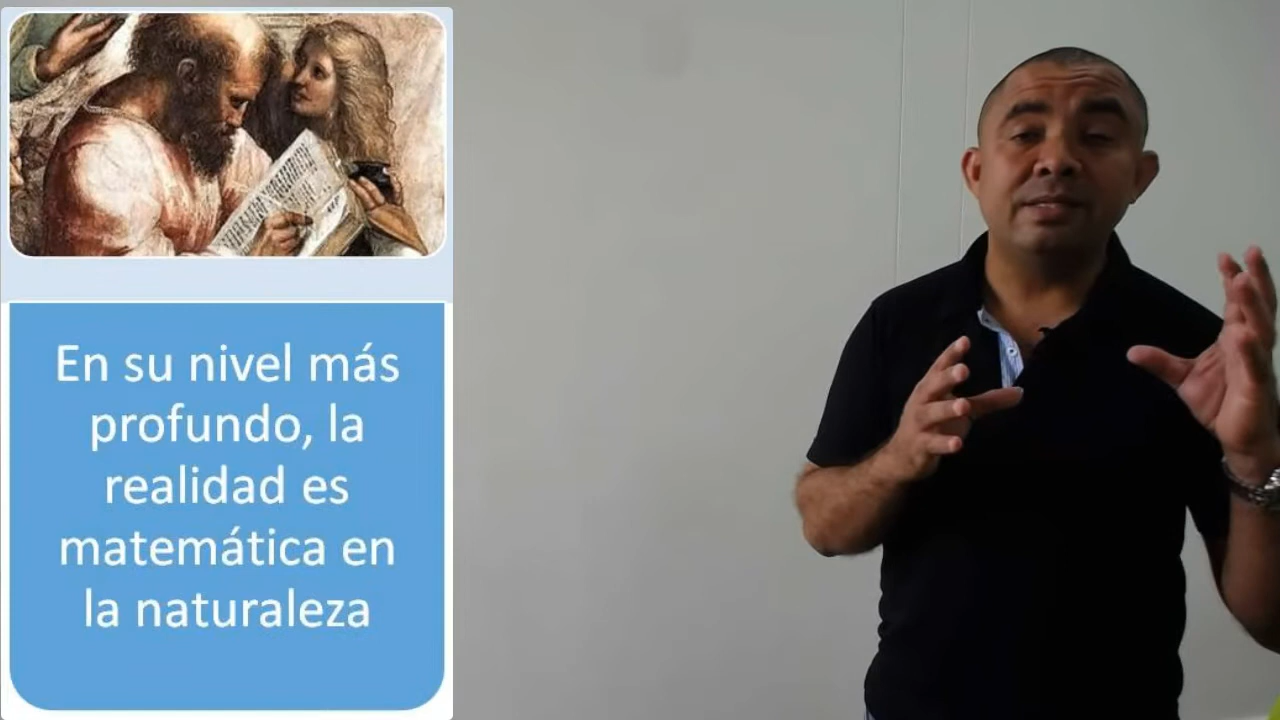 En su nivel más
profundo, la
realidad es
matemática en
la naturaleza